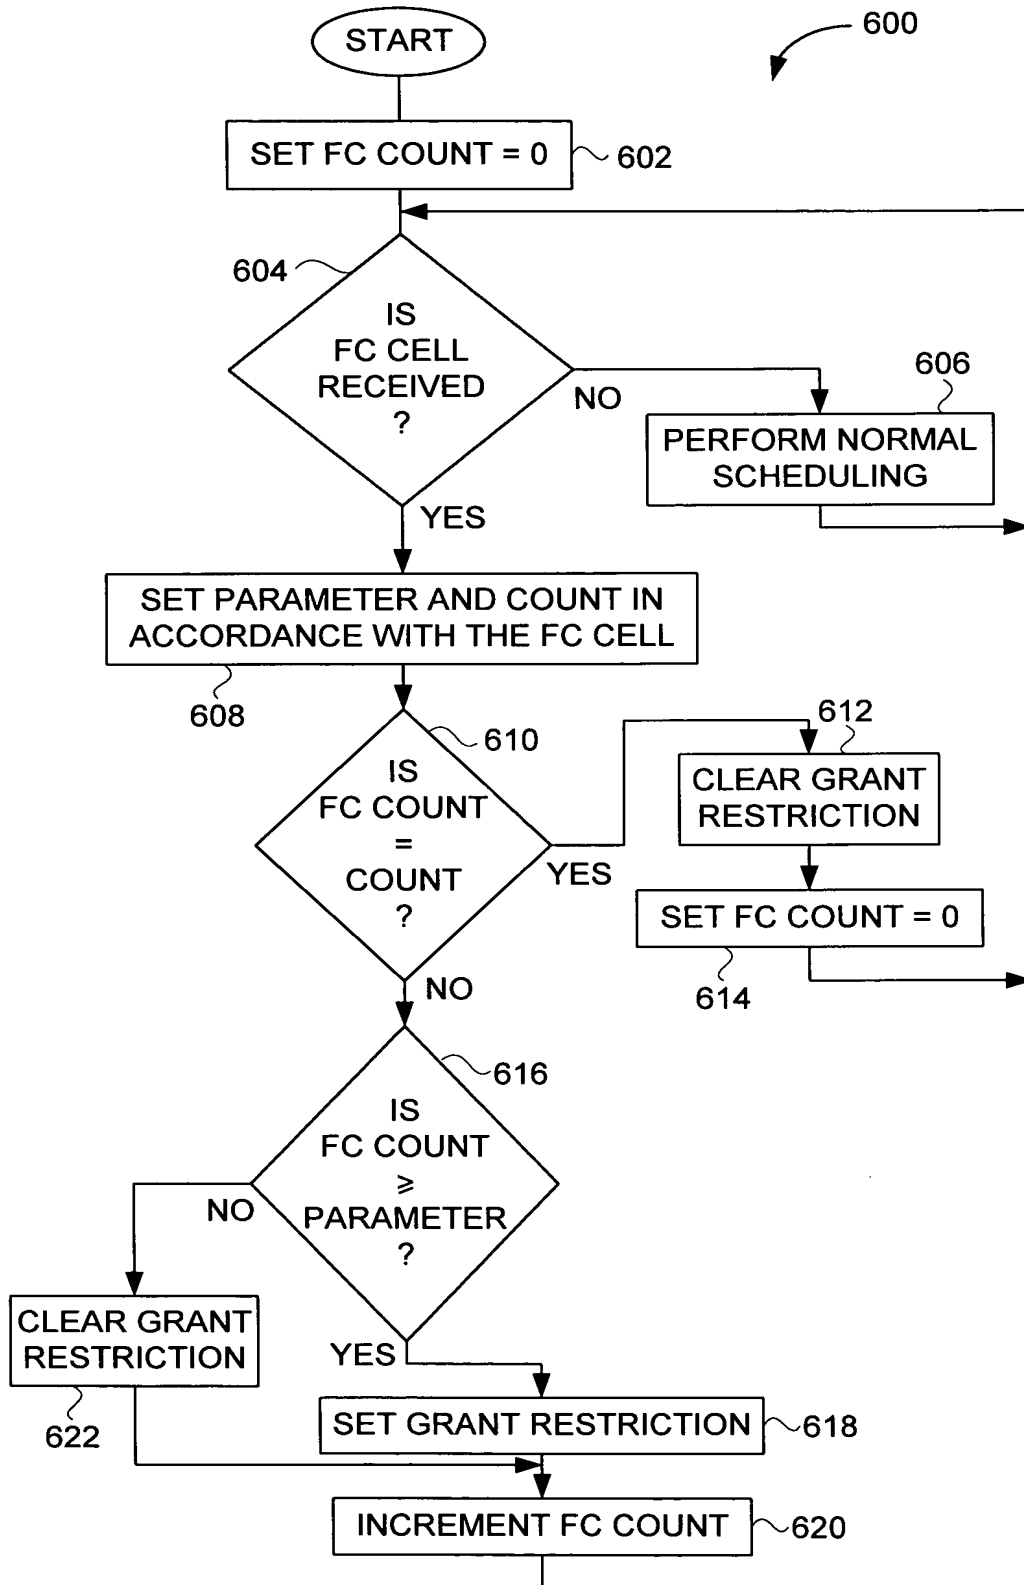 START
600
SET FC COUNT = 0
602
604
IS
FC CELL
RECEIVED
?
NO
606
PERFORM NORMAL
SCHEDULING
YES
SET PARAMETER AND COUNT IN
ACCORDANCE WITH THE FC CELL
608
610
IS
FC COUNT
=
COUNT
?
YES
612
CLEAR GRANT
RESTRICTION
SET FC COUNT = 0
614
NO
616
IS
FC COUNT
≥
PARAMETER
?
NO
CLEAR GRANT
RESTRICTION
622
YES
SET GRANT RESTRICTION
618
INCREMENT FC COUNT
620